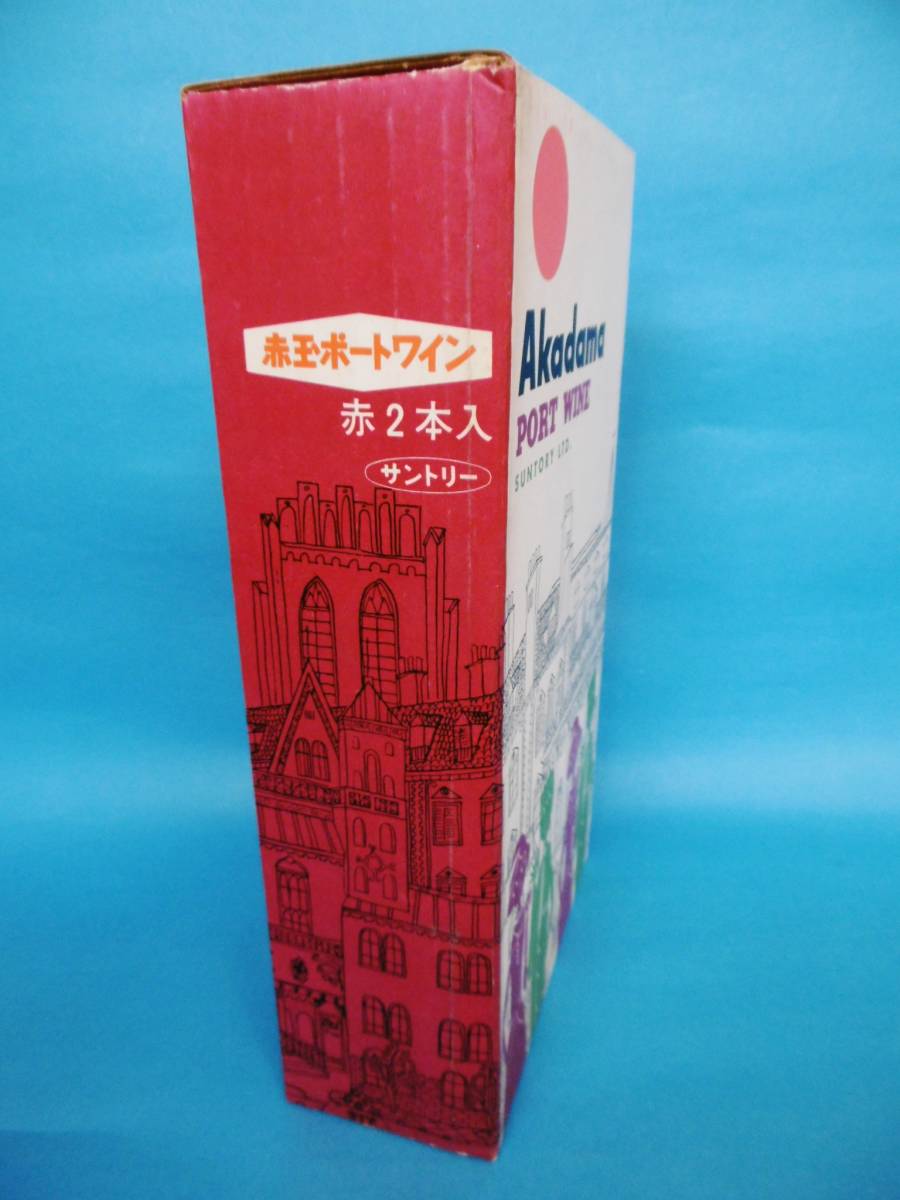 赤玉ポートワイン
赤2本入
サントリー
Akadama
PORT WINE
SUNTORY LTD.